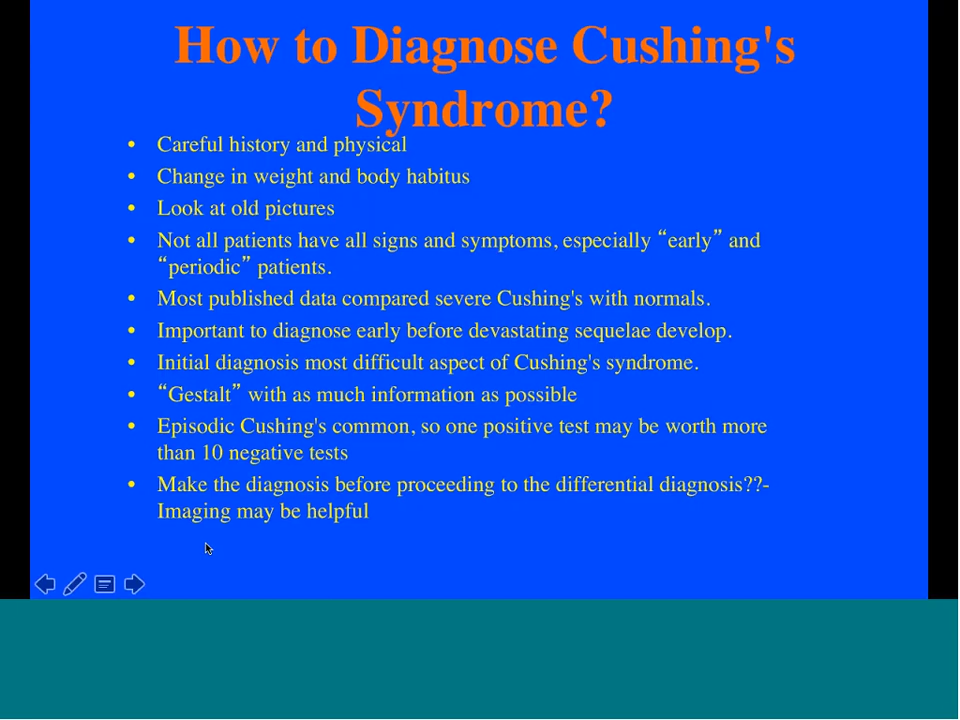 How to Diagnose Cushing's
Syndrome?
• Careful history and physical
• Change in weight and body habitus
• Look at old pictures
• Not all patients have all signs and symptoms, especially “early” and
“periodic” patients.
• Most published data compared severe Cushing's with normals.
• Important to diagnose early before devastating sequelae develop.
• Initial diagnosis most difficult aspect of Cushing's syndrome.
• “Gestalt” with as much information as possible
• Episodic Cushing's common, so one positive test may be worth more
than 10 negative tests
• Make the diagnosis before proceeding to the differential diagnosis??-
Imaging may be helpful